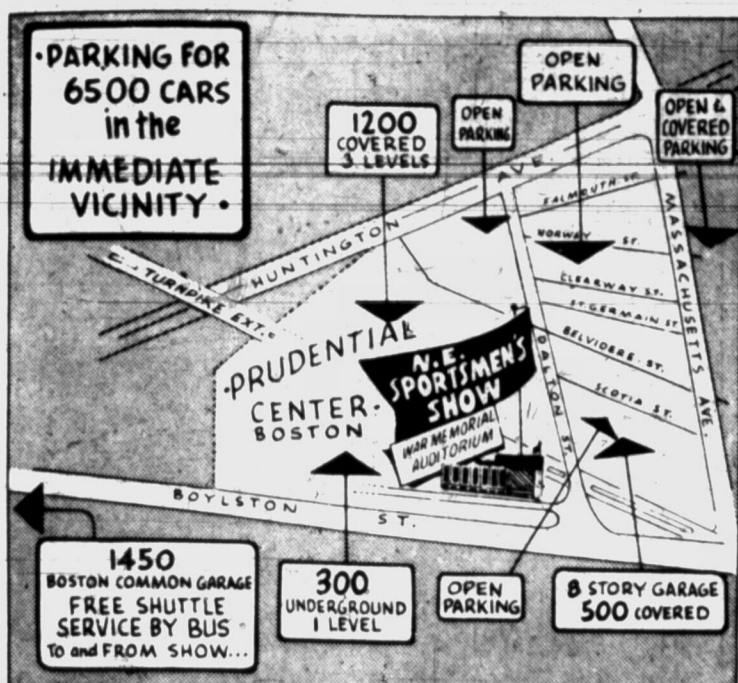 ·PARKING FOR
6500 CARS
in the
IMMEDIATE
VICINITY·
1200
COVERED
3 LEVELS
OPEN
PARKING
OPEN
PARKING
OPEN &
COVERED
PARKING
HUNTINGTON AVE.
TURNPIKE EXT.
FALMOUTH ST.
NORWAY ST.
CLEARWAY ST.
ST. GERMAIN ST.
BELVIDERE ST.
SCOTIA ST.
MASSACHUSETTS AVE.
DALTON ST.
·PRUDENTIAL
CENTER·
BOSTON
N.E.
SPORTSMEN'S
SHOW
WAR MEMORIAL
AUDITORIUM
BOYLSTON ST.
1450
BOSTON COMMON GARAGE
FREE SHUTTLE
SERVICE BY BUS
TO and FROM SHOW...
300
UNDERGROUND
1 LEVEL
OPEN
PARKING
8 STORY GARAGE
500 COVERED